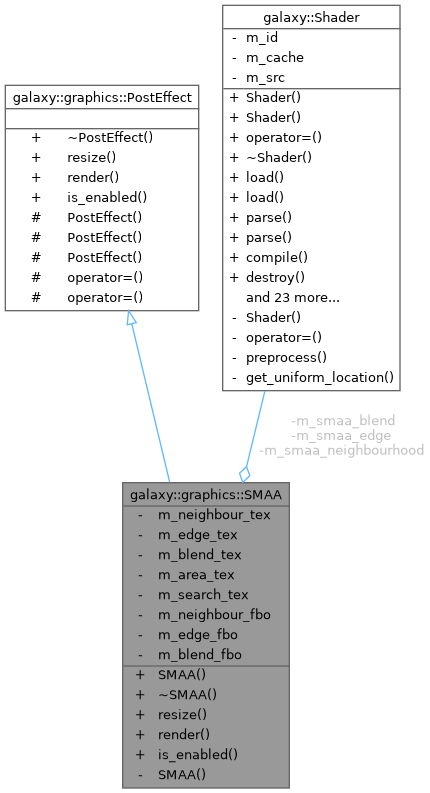 galaxy::Shader
- m_id
- m_cache
- m_src
+ Shader()
+ Shader()
+ operator=()
+ ~Shader()
+ load()
+ load()
+ parse()
+ parse()
+ compile()
+ destroy()
and 23 more...
- Shader()
- operator=()
- preprocess()
- get_uniform_location()
galaxy::graphics::PostEffect
+ ~PostEffect()
+ resize()
+ render()
+ is_enabled()
# PostEffect()
# PostEffect()
# PostEffect()
# operator=()
# operator=()
-m_smaa_blend
-m_smaa_edge
-m_smaa_neighbourhood
galaxy::graphics::SMAA
- m_neighbour_tex
- m_edge_tex
- m_blend_tex
- m_area_tex
- m_search_tex
- m_neighbour_fbo
- m_edge_fbo
- m_blend_fbo
+ SMAA()
+ ~SMAA()
+ resize()
+ render()
+ is_enabled()
- SMAA()